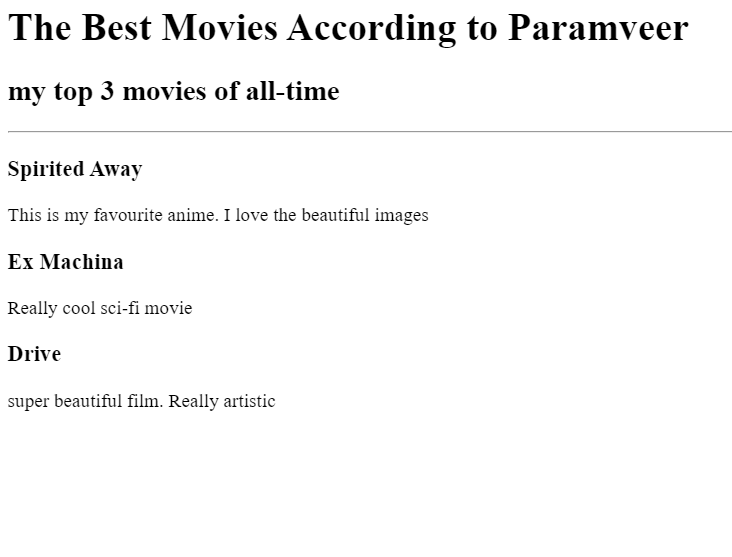 The Best Movies According to Paramveer
my top 3 movies of all-time
Spirited Away
This is my favourite anime. I love the beautiful images
Ex Machina
Really cool sci-fi movie
Drive
super beautiful film. Really artistic